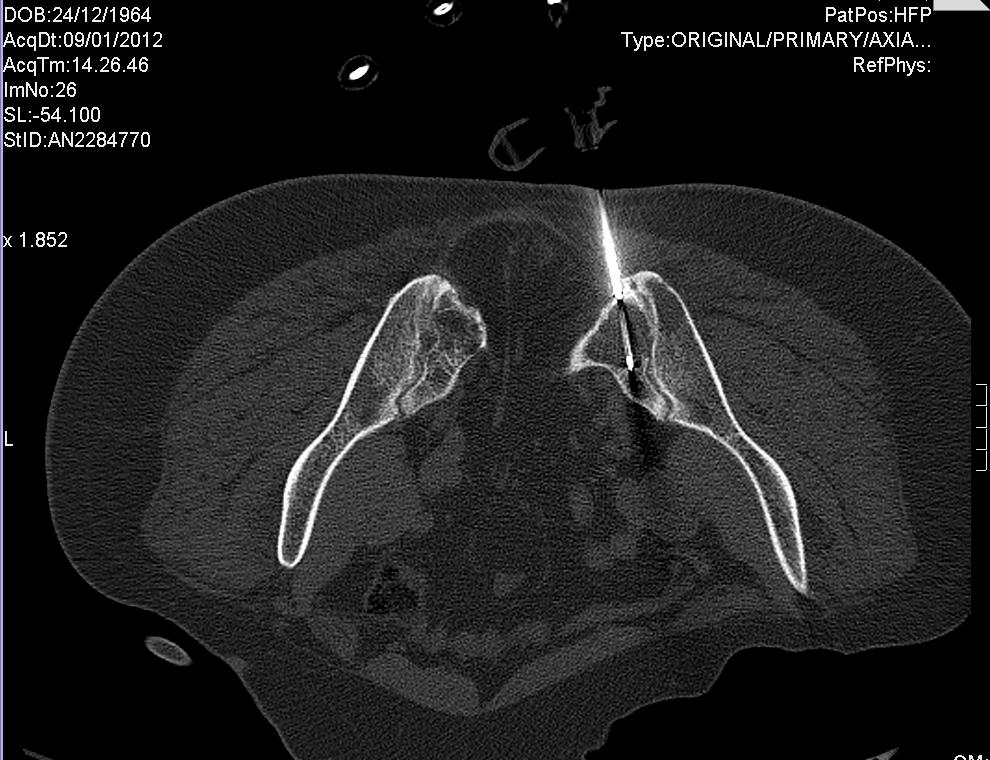 DOB:24/12/1964
AcqDt:09/01/2012
AcqTm:14.26.46
ImNo:26
SL:-54.100
StID:AN2284770
PatPos:HFP
Type:ORIGINAL/PRIMARY/AXIA...
RefPhys:
x 1.852
L